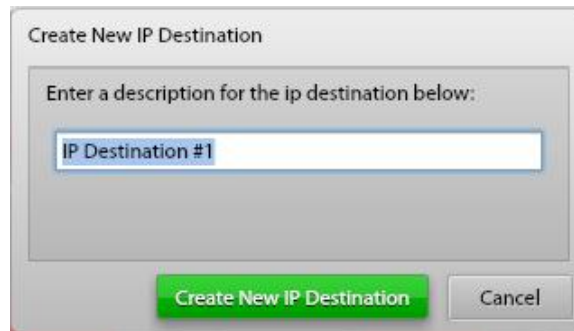 Create New IP Destination
Enter a description for the ip destination below:
IP Destination #1
Create New IP Destination
Cancel